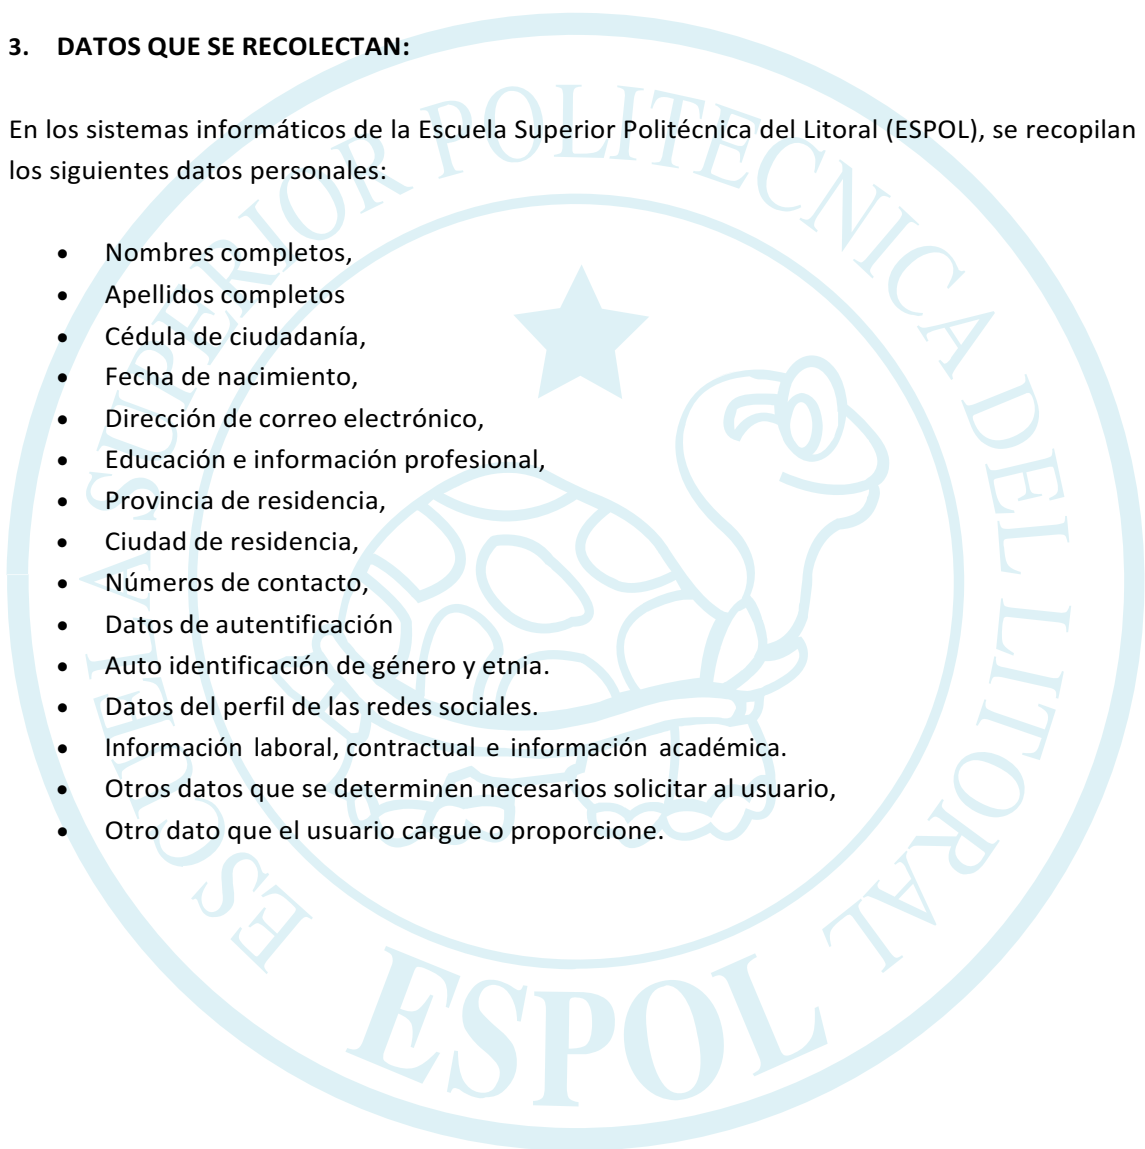 3. DATOS QUE SE RECOLECTAN:
En los sistemas informáticos de la Escuela Superior Politécnica del Litoral (ESPOL), se recopilan
los siguientes datos personales:
• Nombres completos,
• Apellidos completos
• Cédula de ciudadanía,
• Fecha de nacimiento,
• Dirección de correo electrónico,
• Educación e información profesional,
• Provincia de residencia,
• Ciudad de residencia,
• Números de contacto,
• Datos de autentificación
• Auto identificación de género y etnia.
• Datos del perfil de las redes sociales.
• Información laboral, contractual e información académica.
• Otros datos que se determinen necesarios solicitar al usuario,
• Otro dato que el usuario cargue o proporcione.
ESCUELA SUPERIOR POLITECNICA DEL LITORAL
ESPOL